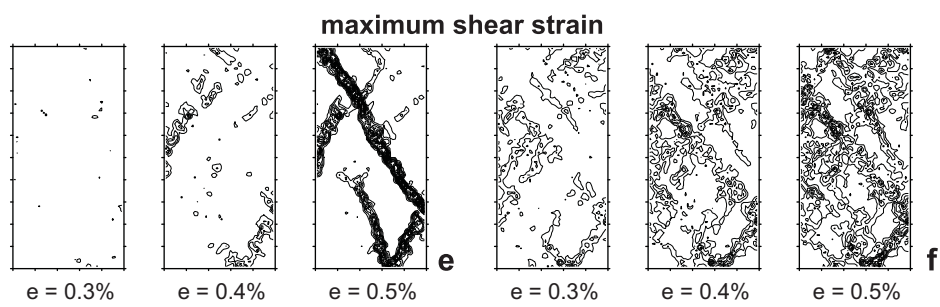 maximum shear strain
e f
e = 0.3% e = 0.4% e = 0.5% e = 0.3% e = 0.4% e = 0.5%